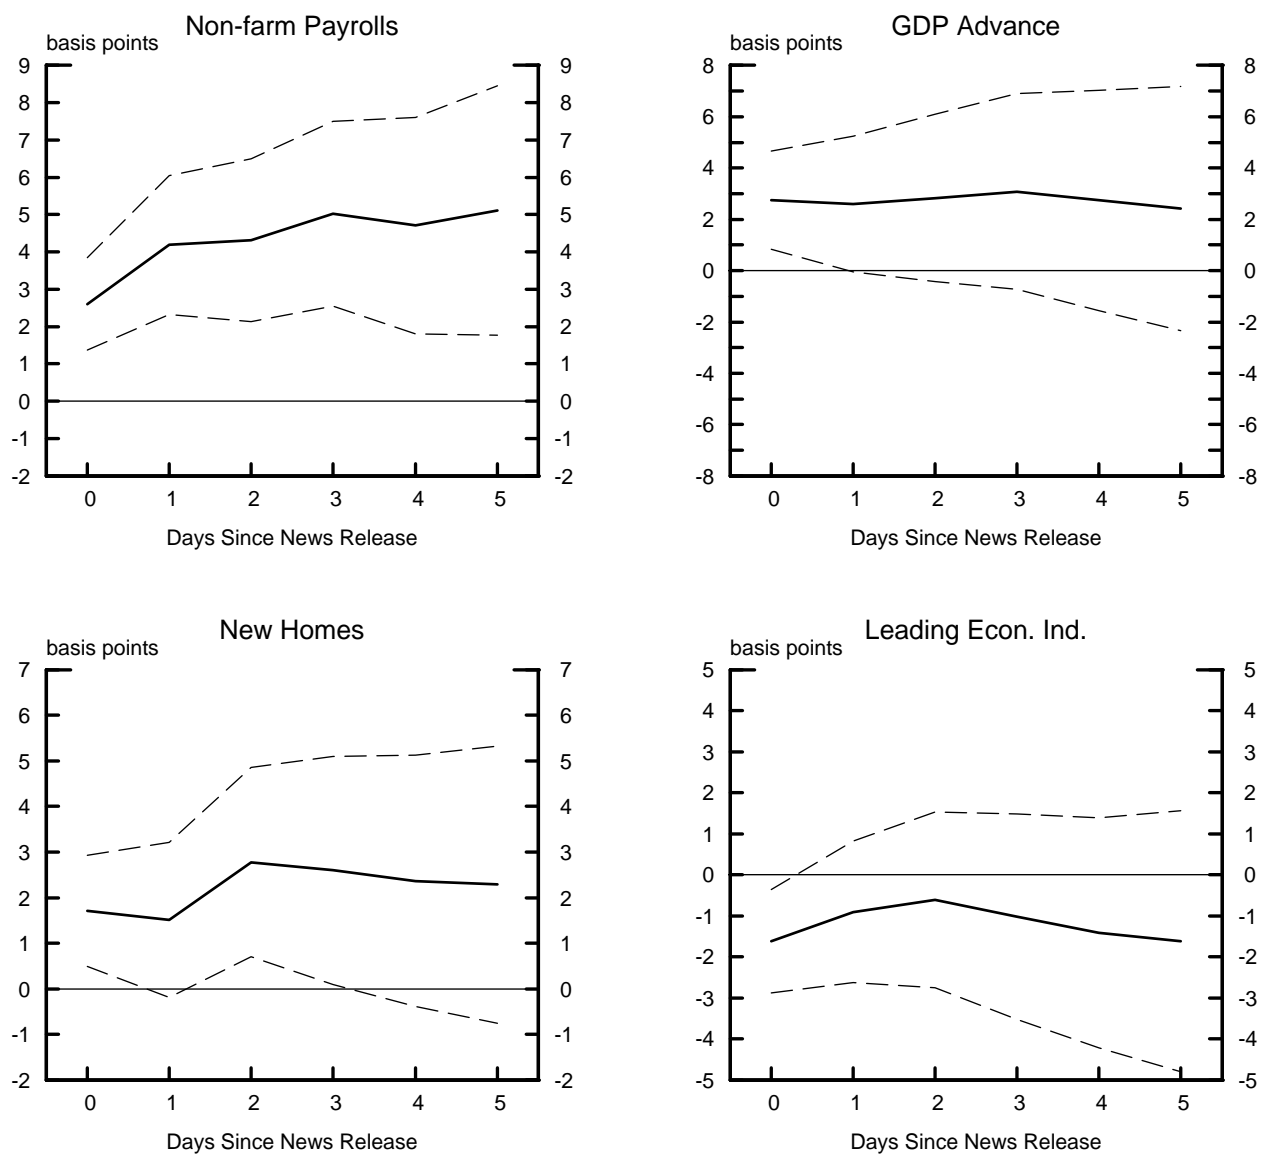 Non-farm Payrolls
basis points
9 9
8 8
7 7
6 6
5 5
4 4
3 3
2 2
1 1
0 0
-1 -1
-2 -2
0 1 2 3 4 5
Days Since News Release
GDP Advance
basis points
8 8
6 6
4 4
2 2
0 0
-2 -2
-4 -4
-6 -6
-8 -8
0 1 2 3 4 5
Days Since News Release
New Homes
basis points
7 7
6 6
5 5
4 4
3 3
2 2
1 1
0 0
-1 -1
-2 -2
0 1 2 3 4 5
Days Since News Release
Leading Econ. Ind.
basis points
5 5
4 4
3 3
2 2
1 1
0 0
-1 -1
-2 -2
-3 -3
-4 -4
-5 -5
0 1 2 3 4 5
Days Since News Release